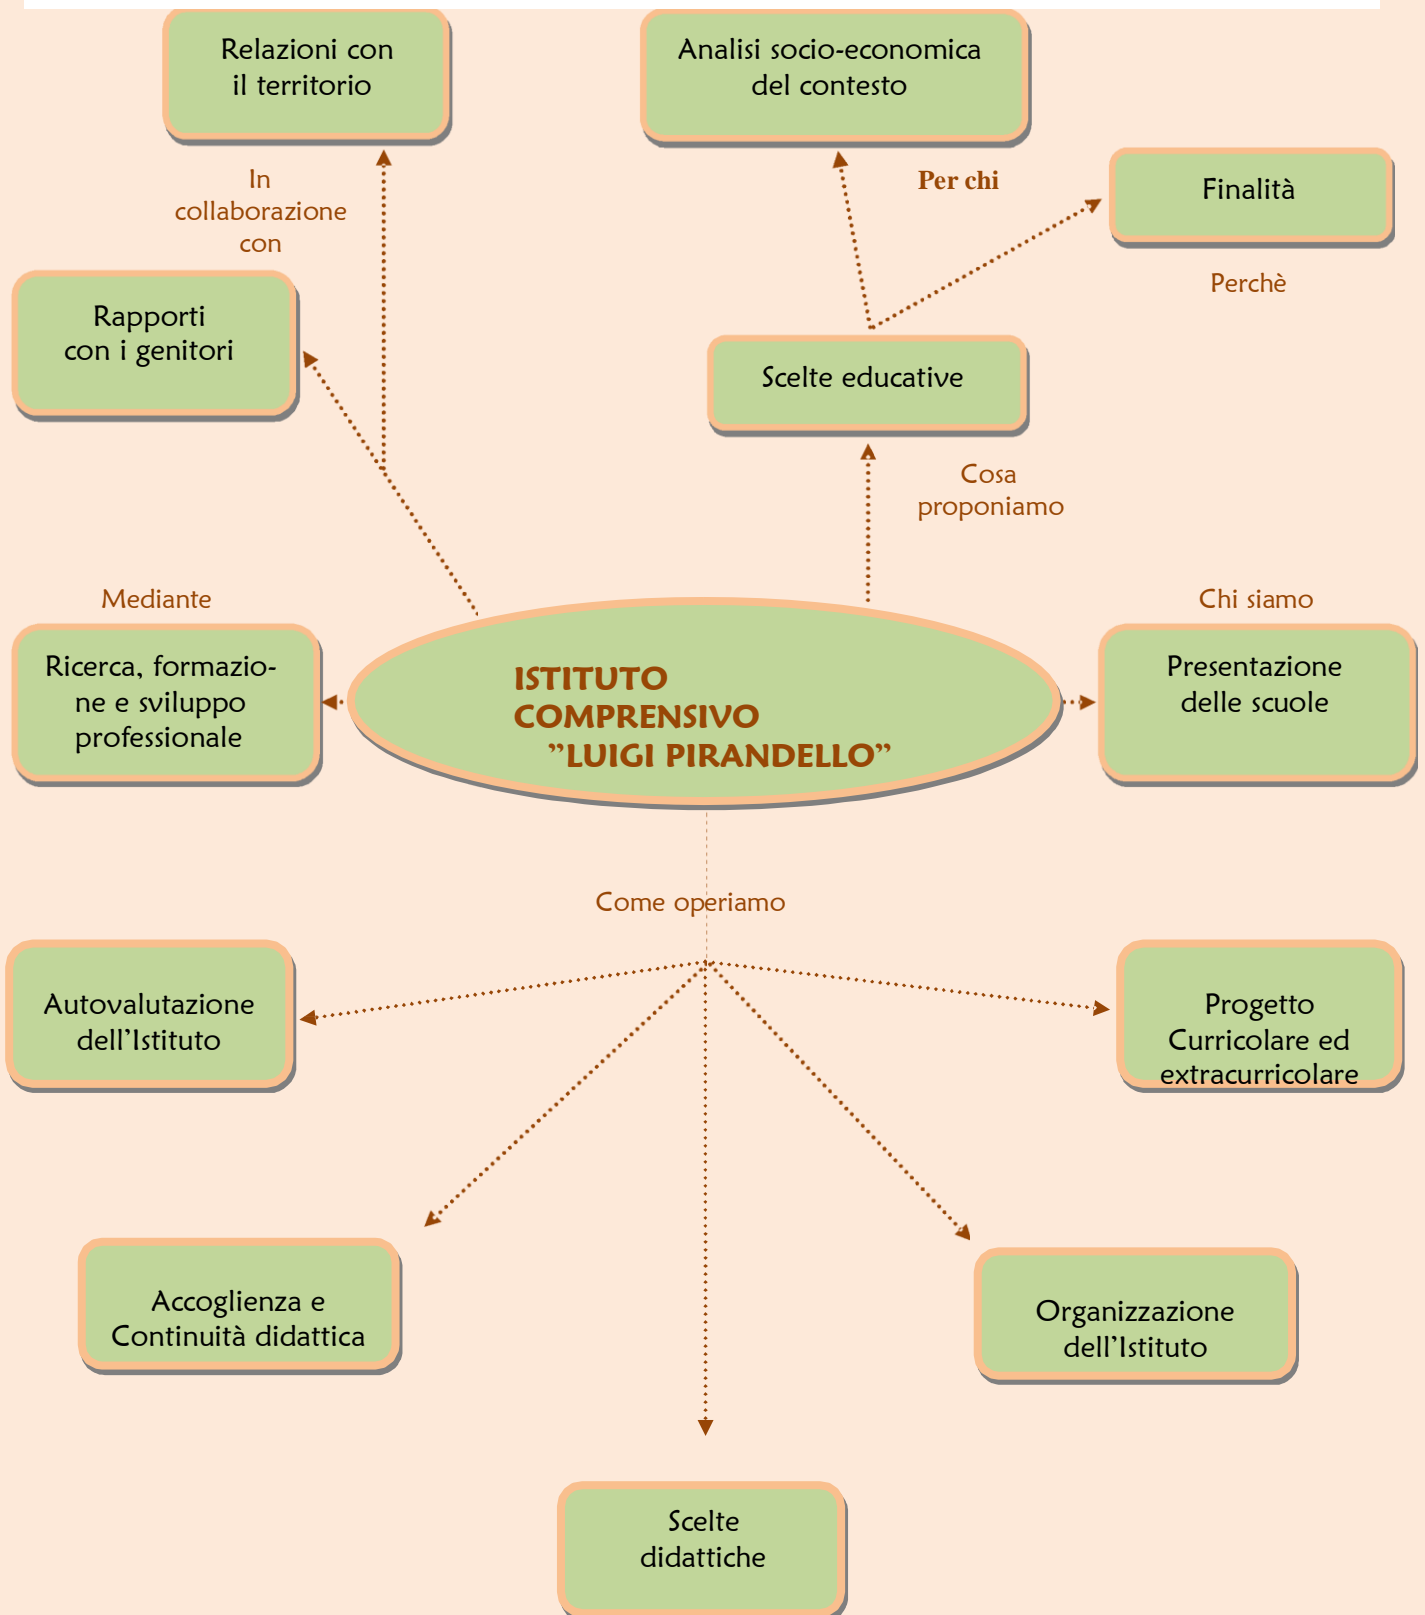 Relazioni con
il territorio
Analisi socio-economica
del contesto
In
collaborazione
con
Per chi
Finalità
Perchè
Rapporti
con i genitori
Scelte educative
Cosa
proponiamo
Mediante
Chi siamo
Ricerca, formazio-
ne e sviluppo
professionale
ISTITUTO
COMPRENSIVO
”LUIGI PIRANDELLO”
Presentazione
delle scuole
Come operiamo
Autovalutazione
dell’Istituto
Progetto
Curricolare ed
extracurricolare
Accoglienza e
Continuità didattica
Organizzazione
dell’Istituto
Scelte
didattiche